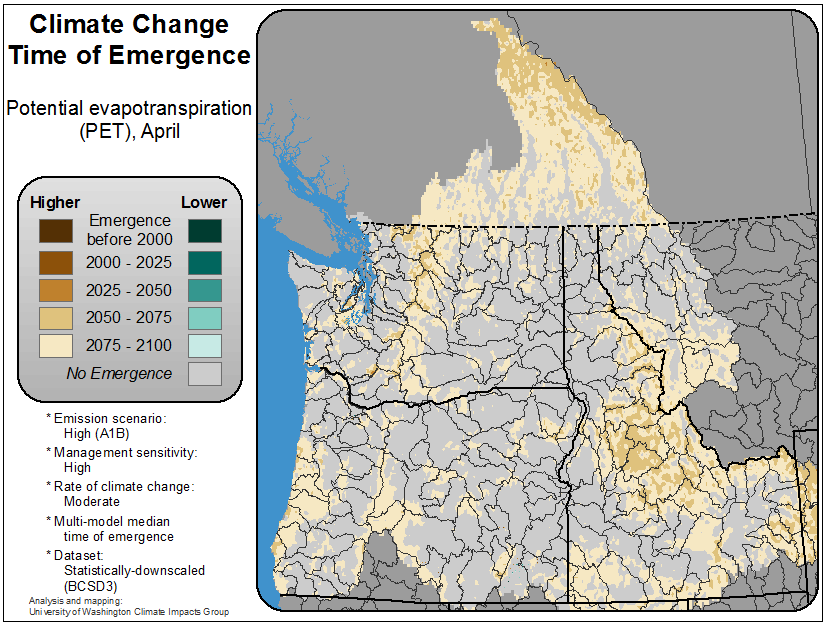 Climate Change
Time of Emergence
Potential evapotranspiration
(PET), April
Higher
Lower
Emergence
before 2000
2000 - 2025
2025 - 2050
2050 - 2075
2075 - 2100
No Emergence
* Emission scenario:
High (A1B)
* Management sensitivity:
High
* Rate of climate change:
Moderate
* Multi-model median
time of emergence
* Dataset:
Statistically-downscaled
(BCSD3)
Analysis and mapping:
University of Washington Climate Impacts Group